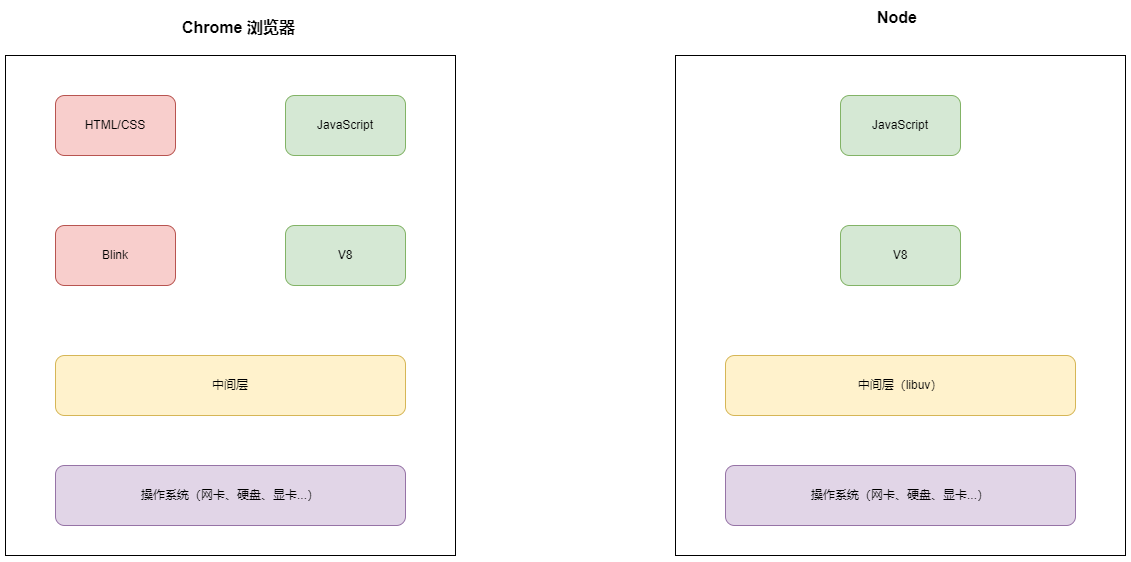 Chrome 浏览器
HTML/CSS
JavaScript
Blink
V8
中间层
操作系统（网卡、硬盘、显卡...）
Node
JavaScript
V8
中间层（libuv）
操作系统（网卡、硬盘、显卡...）